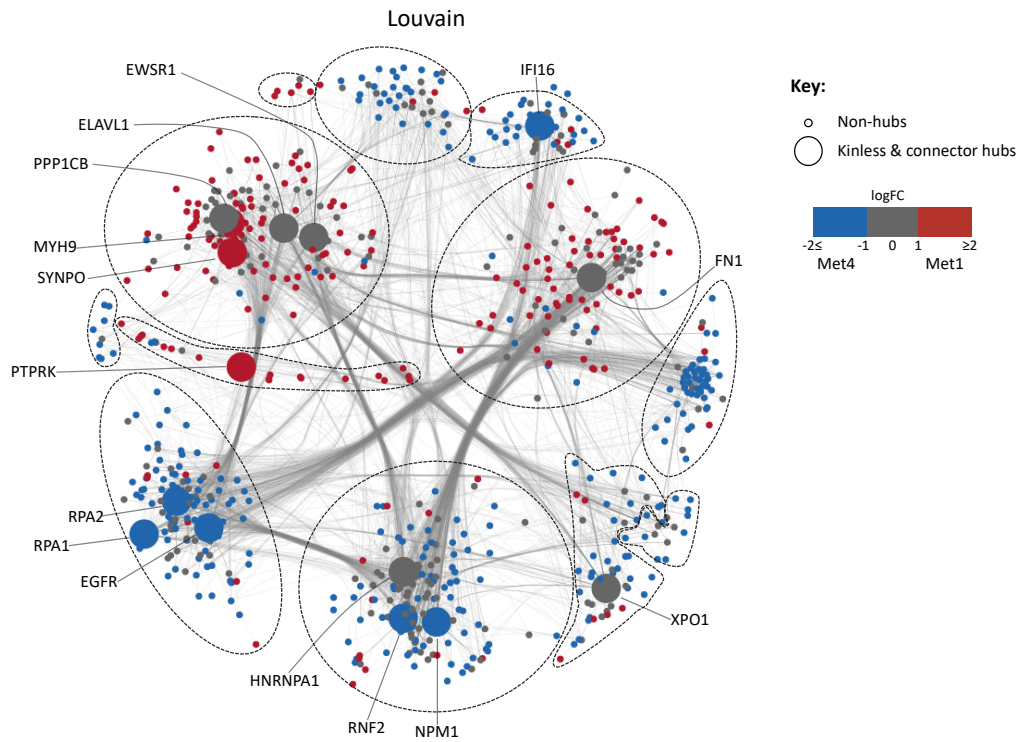 Louvain
EWSR1
IFI16
ELAVL1
PPP1CB
MYH9
SYNPO
FN1
PTPRK
RPA2
RPA1
EGFR
XPO1
HNRNPA1
RNF2
NPM1
Key:
Non-hubs
Kinless & connector hubs
logFC
-2≤ -1 0 1 ≥2
Met4 Met1